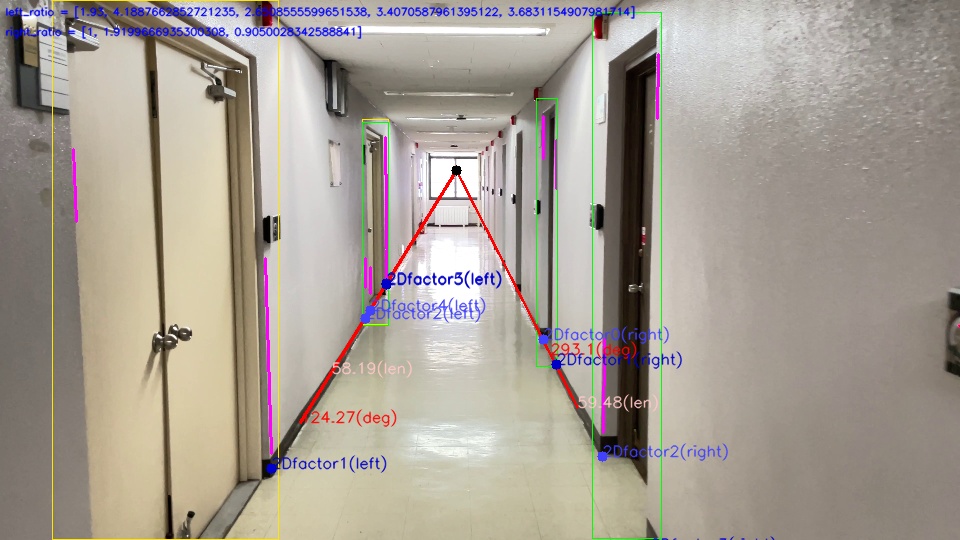 left_ratio = [1.93, 4.1887662852721235, 
3.4070587961395122, 3.6831154907981714]
right_ratio = [1, 1.9199666935300308, 0.9050028342588841]
2Dfactor5(left)
2Dfactor4(left)
2Dfactor2(left)
2Dfactor0(right)
293.1(deg)
2Dfactor1(right)
58.19(len)
59.48(len)
24.27(deg)
2Dfactor2(right)
2Dfactor1(left)